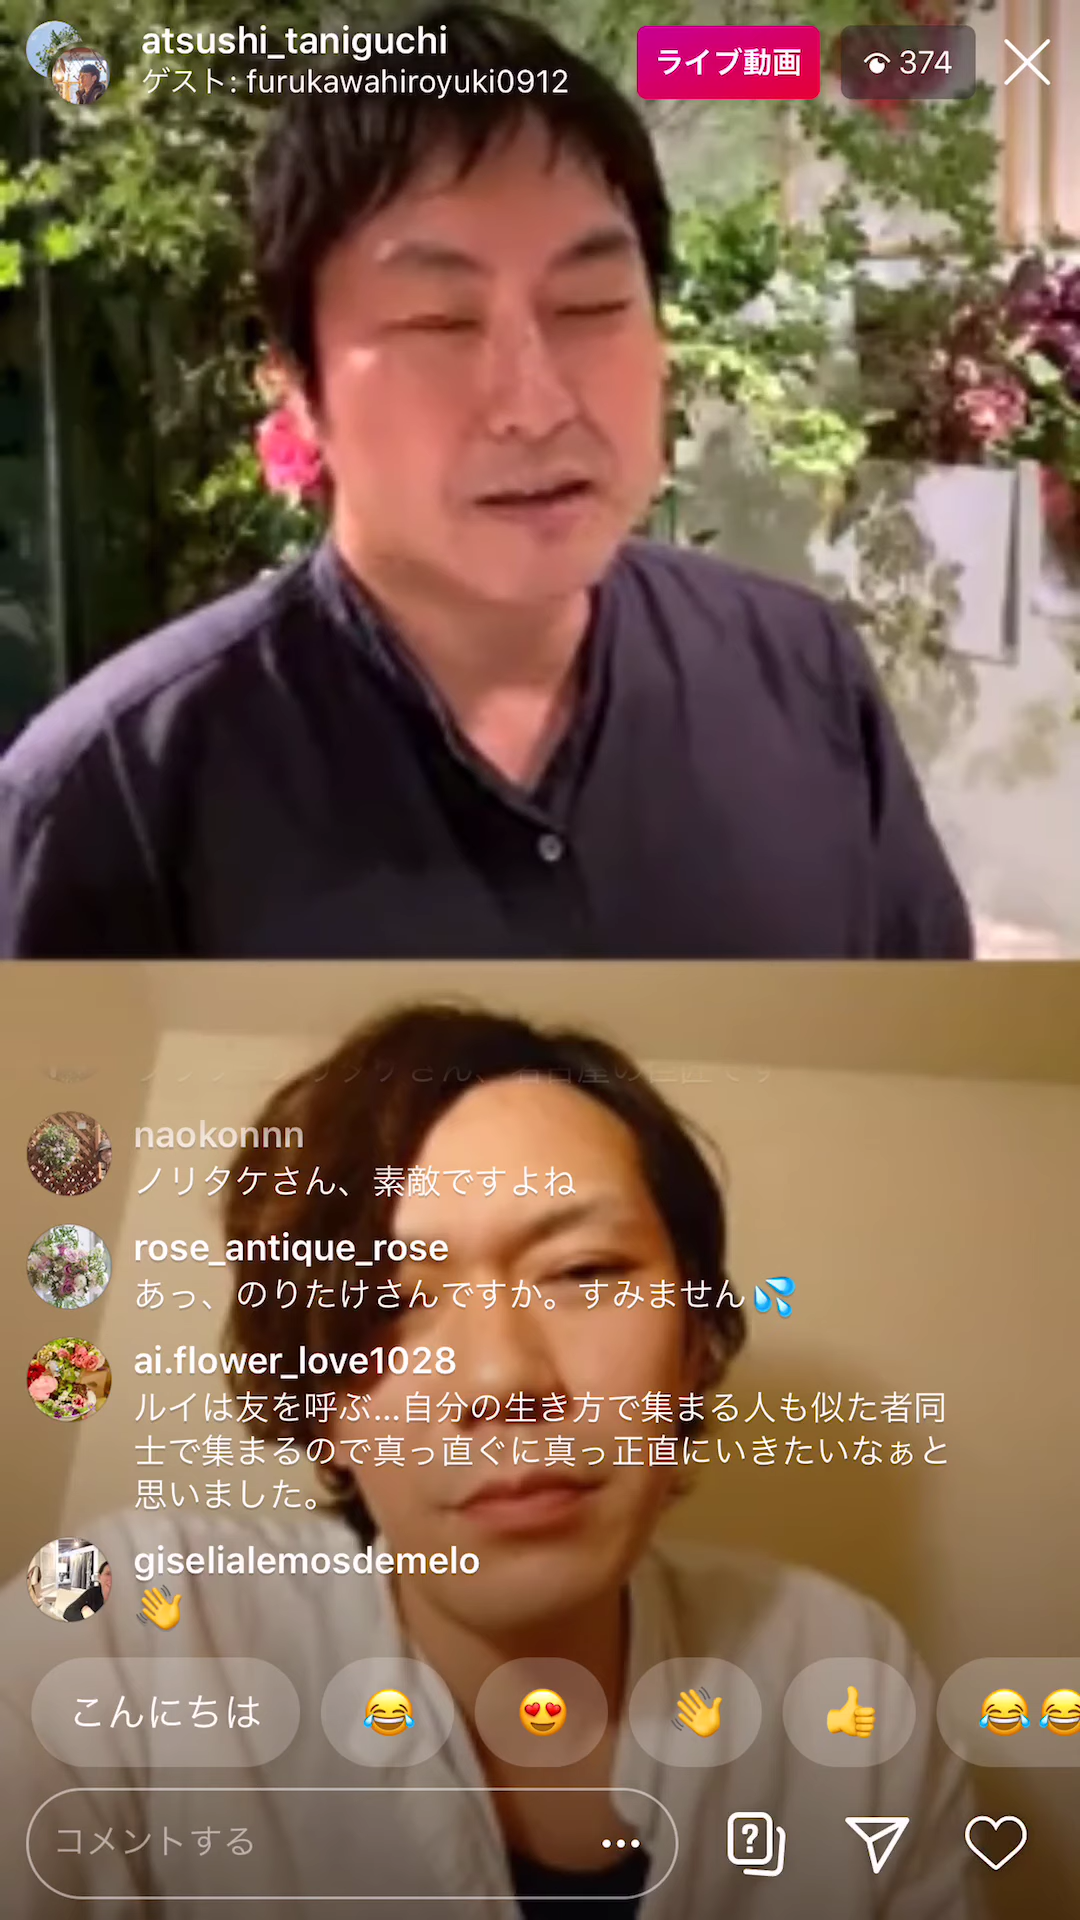 atsushi_taniguchi
ゲスト: furukawahiroyuki0912
ライブ動画
374
naokonnn
ノリタケさん、素敵ですよね
rose_antique_rose
あっ、のりたけさんですか。すみません💦
ai.flower_love1028
ルイは友を呼ぶ...自分の生き方で集まる人も似た者同
士で集まるので真っ直ぐに真っ正直にいきたいなぁと
思いました。
giselialemosdemelo
👋
こんにちは 😂 😍 👋 👍 😂😂
コメントする